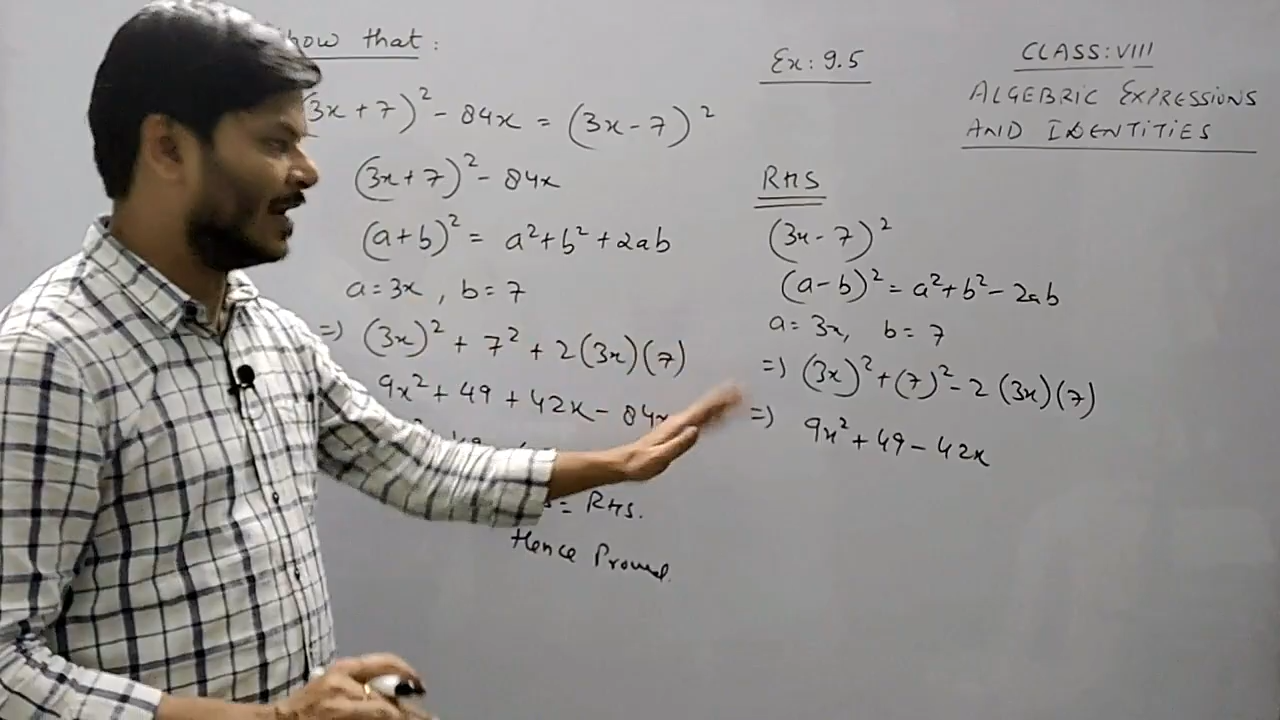 how that:
(3x+7)² - 84x = (3x-7)²
(3x+7)² - 84x
(a+b)² = a²+b²+2ab
a=3x, b=7
=) (3x)² + 7² + 2(3x)(7)
9x² + 49 + 42x - 84x
= RHS.
Hence Proved.
Ex: 9.5
CLASS: VIII
ALGEBRIC EXPRESSIONS
AND IDENTITIES
RHS
(3x-7)²
(a-b)² = a²+b²-2ab
a=3x, b=7
=) (3x)²+(7)²-2(3x)(7)
=) 9x²+49-42x